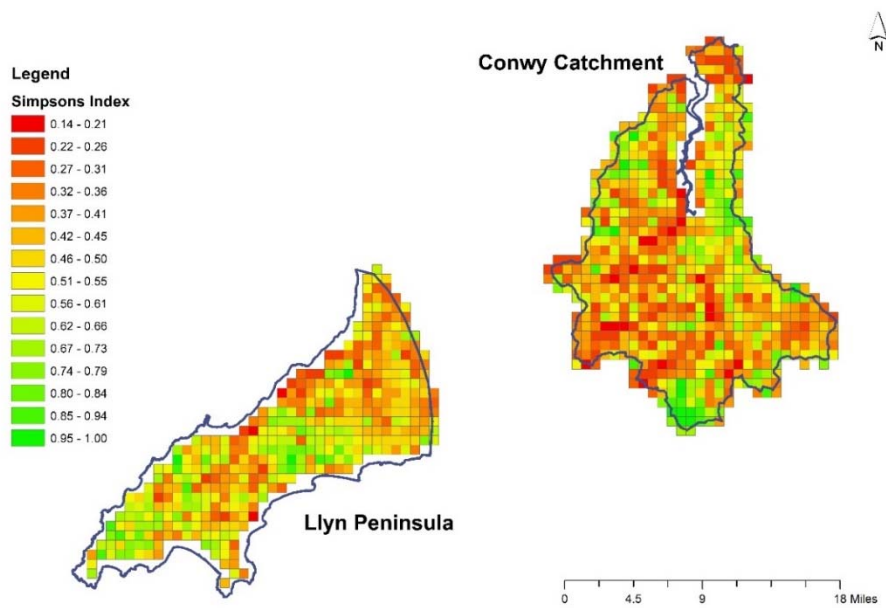 Conwy Catchment
N
Legend
Simpsons Index
0.14 - 0.21
0.22 - 0.26
0.27 - 0.31
0.32 - 0.36
0.37 - 0.41
0.42 - 0.45
0.46 - 0.50
0.51 - 0.55
0.56 - 0.61
0.62 - 0.66
0.67 - 0.73
0.74 - 0.79
0.80 - 0.84
0.85 - 0.94
0.95 - 1.00
Llyn Peninsula
0 4.5 9 18 Miles